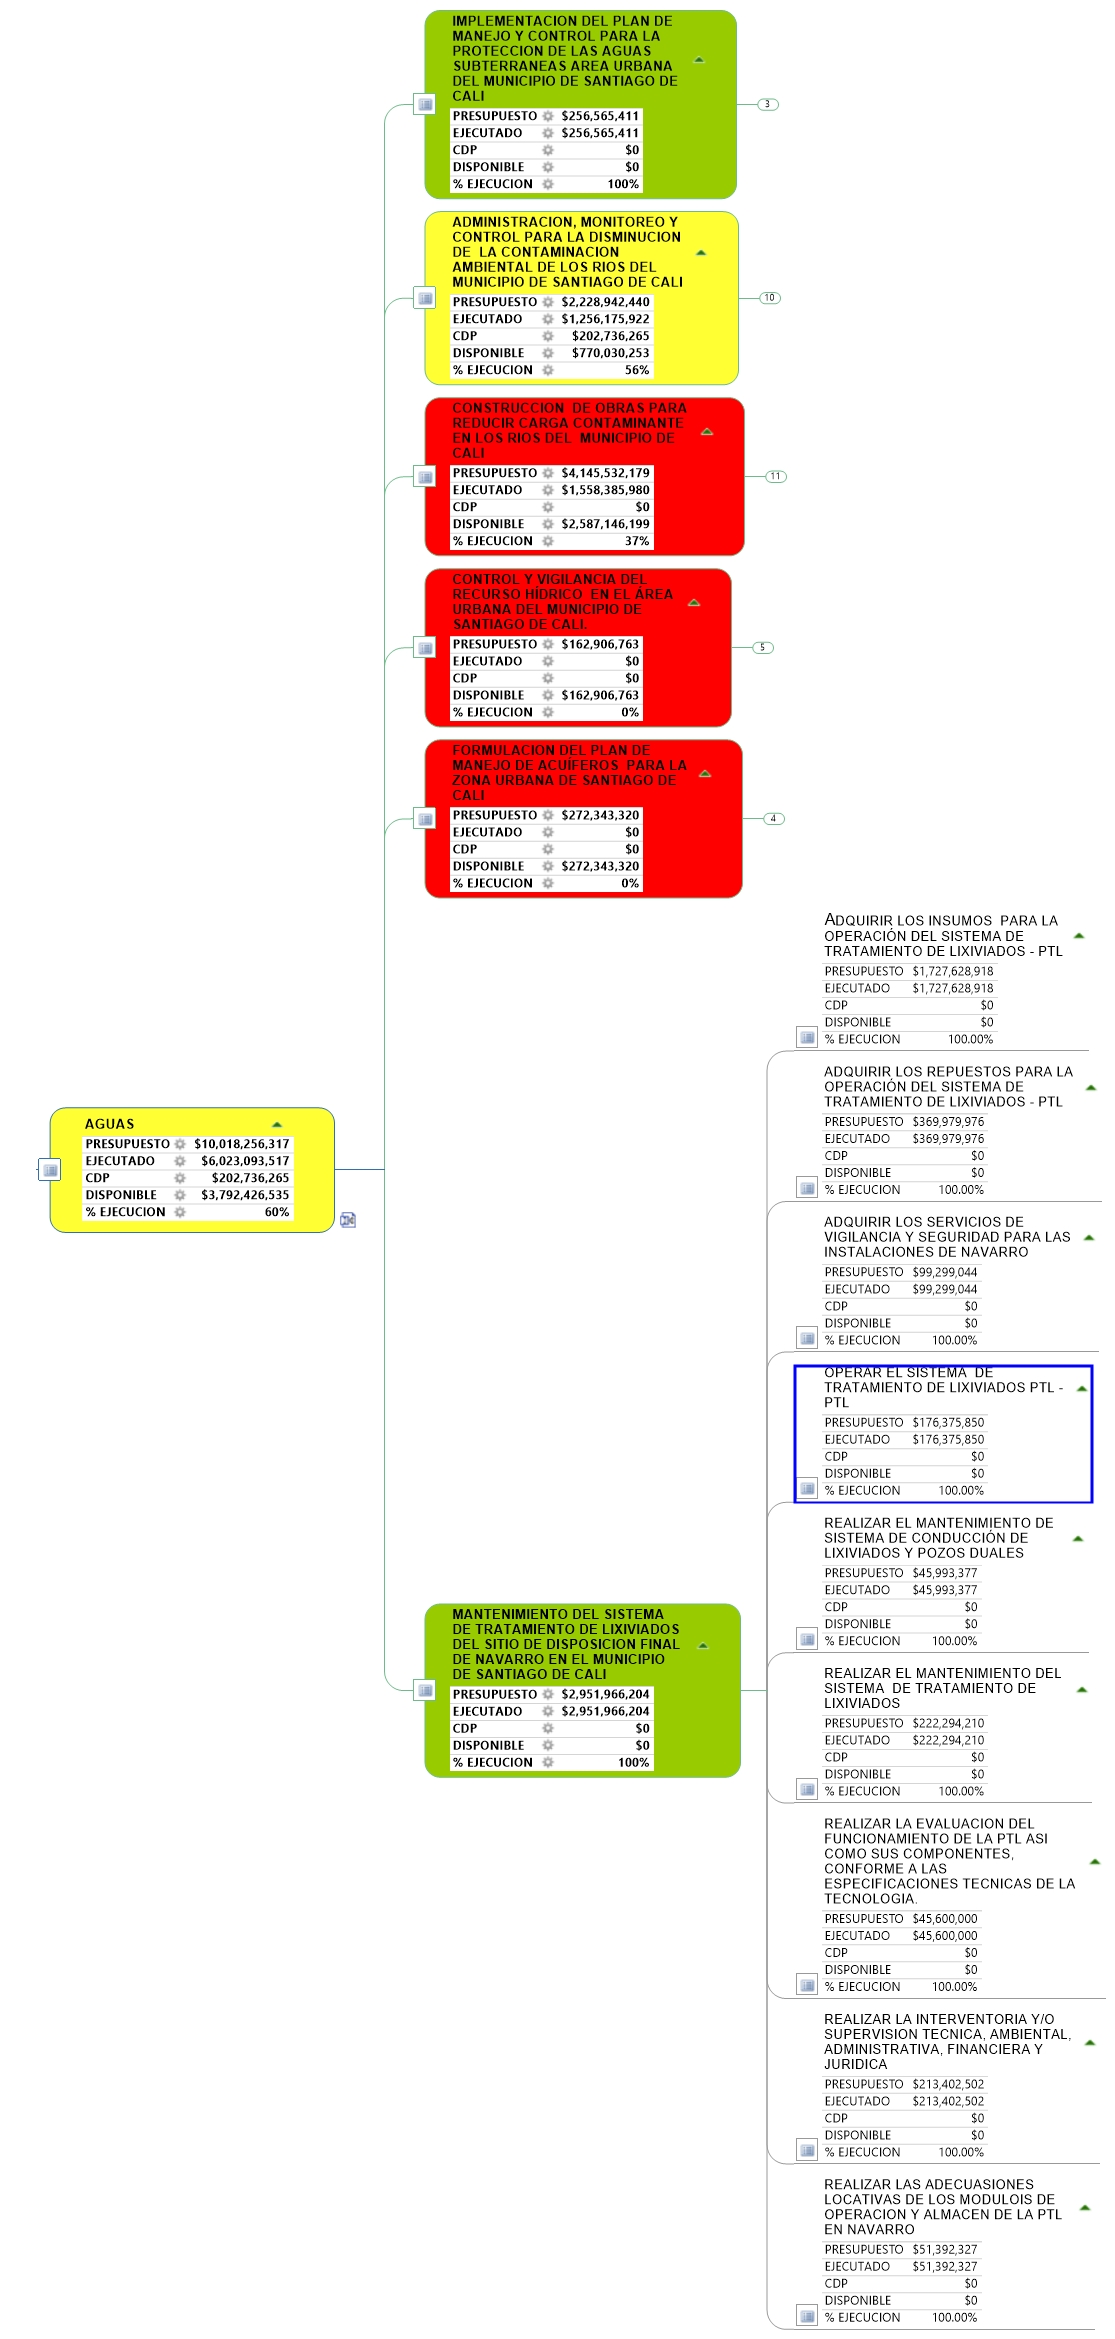 IMPLEMENTACION DEL PLAN DE
MANEJO Y CONTROL PARA LA
PROTECCION DE LAS AGUAS
SUBTERRANEAS AREA URBANA
DEL MUNICIPIO DE SANTIAGO DE
CALI
PRESUPUESTO $256,565,411
EJECUTADO $256,565,411
CDP $0
DISPONIBLE $0
% EJECUCION 100%
3
ADMINISTRACION, MONITOREO Y
CONTROL PARA LA DISMINUCION
DE  LA CONTAMINACION
AMBIENTAL DE LOS RIOS DEL
MUNICIPIO DE SANTIAGO DE CALI
PRESUPUESTO $2,228,942,440
EJECUTADO $1,256,175,922
CDP $202,736,265
DISPONIBLE $770,030,253
% EJECUCION 56%
10
CONSTRUCCION  DE OBRAS PARA
REDUCIR CARGA CONTAMINANTE
EN LOS RIOS DEL  MUNICIPIO DE
CALI
PRESUPUESTO $4,145,532,179
EJECUTADO $1,558,385,980
CDP $0
DISPONIBLE $2,587,146,199
% EJECUCION 37%
11
CONTROL Y VIGILANCIA DEL
RECURSO HÍDRICO  EN EL ÁREA
URBANA DEL MUNICIPIO DE
SANTIAGO DE CALI.
PRESUPUESTO $162,906,763
EJECUTADO $0
CDP $0
DISPONIBLE $162,906,763
% EJECUCION 0%
5
FORMULACION DEL PLAN DE
MANEJO DE ACUÍFEROS  PARA LA
ZONA URBANA DE SANTIAGO DE
CALI
PRESUPUESTO $272,343,320
EJECUTADO $0
CDP $0
DISPONIBLE $272,343,320
% EJECUCION 0%
4
AGUAS
PRESUPUESTO $10,018,256,317
EJECUTADO $6,023,093,517
CDP $202,736,265
DISPONIBLE $3,792,426,535
% EJECUCION 60%
MANTENIMIENTO DEL SISTEMA
DE TRATAMIENTO DE LIXIVIADOS
DEL SITIO DE DISPOSICION FINAL
DE NAVARRO EN EL MUNICIPIO
DE SANTIAGO DE CALI
PRESUPUESTO $2,951,966,204
EJECUTADO $2,951,966,204
CDP $0
DISPONIBLE $0
% EJECUCION 100%
ADQUIRIR LOS INSUMOS  PARA LA
OPERACIÓN DEL SISTEMA DE
TRATAMIENTO DE LIXIVIADOS - PTL
PRESUPUESTO $1,727,628,918
EJECUTADO $1,727,628,918
CDP $0
DISPONIBLE $0
% EJECUCION 100.00%
ADQUIRIR LOS REPUESTOS PARA LA
OPERACIÓN DEL SISTEMA DE
TRATAMIENTO DE LIXIVIADOS - PTL
PRESUPUESTO $369,979,976
EJECUTADO $369,979,976
CDP $0
DISPONIBLE $0
% EJECUCION 100.00%
ADQUIRIR LOS SERVICIOS DE
VIGILANCIA Y SEGURIDAD PARA LAS
INSTALACIONES DE NAVARRO
PRESUPUESTO $99,299,044
EJECUTADO $99,299,044
CDP $0
DISPONIBLE $0
% EJECUCION 100.00%
OPERAR EL SISTEMA  DE
TRATAMIENTO DE LIXIVIADOS PTL -
PTL
PRESUPUESTO $176,375,850
EJECUTADO $176,375,850
CDP $0
DISPONIBLE $0
% EJECUCION 100.00%
REALIZAR EL MANTENIMIENTO DE
SISTEMA DE CONDUCCIÓN DE
LIXIVIADOS Y POZOS DUALES
PRESUPUESTO $45,993,377
EJECUTADO $45,993,377
CDP $0
DISPONIBLE $0
% EJECUCION 100.00%
REALIZAR EL MANTENIMIENTO DEL
SISTEMA  DE TRATAMIENTO DE
LIXIVIADOS
PRESUPUESTO $222,294,210
EJECUTADO $222,294,210
CDP $0
DISPONIBLE $0
% EJECUCION 100.00%
REALIZAR LA EVALUACION DEL
FUNCIONAMIENTO DE LA PTL ASI
COMO SUS COMPONENTES,
CONFORME A LAS
ESPECIFICACIONES TECNICAS DE LA
TECNOLOGIA.
PRESUPUESTO $45,600,000
EJECUTADO $45,600,000
CDP $0
DISPONIBLE $0
% EJECUCION 100.00%
REALIZAR LA INTERVENTORIA Y/O
SUPERVISION TECNICA, AMBIENTAL,
ADMINISTRATIVA, FINANCIERA Y
JURIDICA
PRESUPUESTO $213,402,502
EJECUTADO $213,402,502
CDP $0
DISPONIBLE $0
% EJECUCION 100.00%
REALIZAR LAS ADECUASIONES
LOCATIVAS DE LOS MODULOIS DE
OPERACION Y ALMACEN DE LA PTL
EN NAVARRO
PRESUPUESTO $51,392,327
EJECUTADO $51,392,327
CDP $0
DISPONIBLE $0
% EJECUCION 100.00%